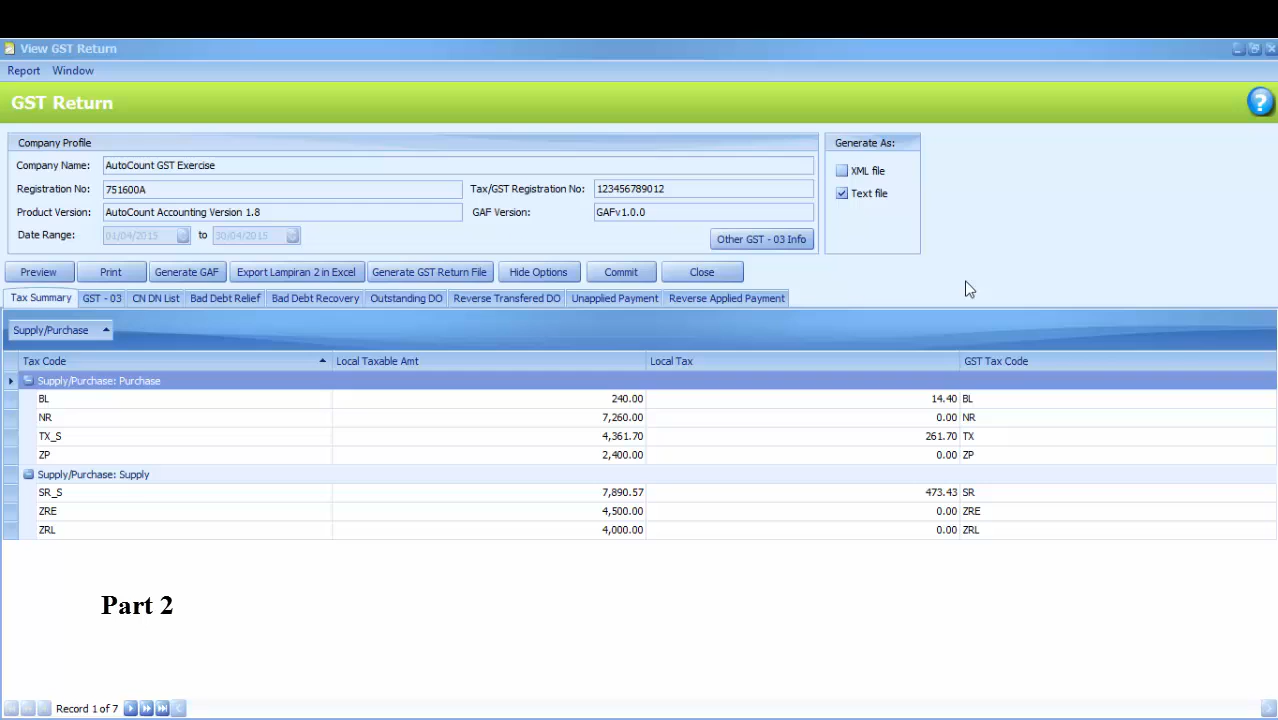 View GST Return
Report Window
GST Return
?
Company Profile
Generate As:
Company Name: AutoCount GST Exercise
XML file
Registration No: 751600A Tax/GST Registration No: 123456789012
Text file
Product Version: AutoCount Accounting Version 1.8 GAF Version: GAFv1.0.0
Date Range: 01/04/2015 to 30/04/2015 Other GST - 03 Info
Preview Print Generate GAF Export Lampiran 2 in Excel Generate GST Return File Hide Options Commit Close
Tax Summary GST - 03 CN DN List Bad Debt Relief Bad Debt Recovery Outstanding DO Reverse Transfered DO Unapplied Payment Reverse Applied Payment
Supply/Purchase
Tax Code Local Taxable Amt Local Tax GST Tax Code
Supply/Purchase: Purchase
BL 240.00 14.40 BL
NR 7,260.00 0.00 NR
TX_S 4,361.70 261.70 TX
ZP 2,400.00 0.00 ZP
Supply/Purchase: Supply
SR_S 7,890.57 473.43 SR
ZRE 4,500.00 0.00 ZRE
ZRL 4,000.00 0.00 ZRL
Part 2
Record 1 of 7